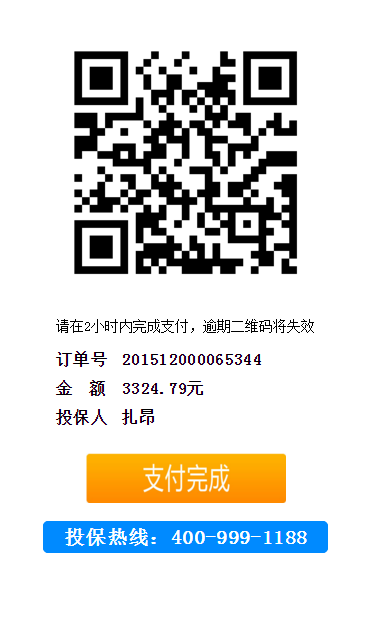 请在2小时内完成支付，逾期二维码将失效
订单号 201512000065344
金 额 3324.79元
投保人 扎昂
支付完成
投保热线：400-999-1188